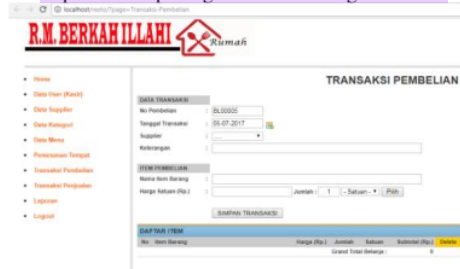 localhost/resto/?page=Transaksi-Pembelian
R.M. BERKAH ILLAHI
Rumah
Home
Data User (Kasir)
Data Supplier
Data Kategori
Data Menu
Pemesanan Tempat
Transaksi Pembelian
Transaksi Penjualan
Laporan
Logout
TRANSAKSI PEMBELIAN
DATA TRANSAKSI
No Pembelian : BL00005
Tanggal Transaksi : 05-07-2017
Supplier :
Keterangan :
ITEM PEMBELIAN
Nama Item Barang :
Harga Satuan (Rp.) : Jumlah : 1 - Satuan - Pilih
SIMPAN TRANSAKSI
DAFTAR ITEM
No Item Barang Harga (Rp.) Jumlah Satuan Subtotal (Rp.) Delete
Grand Total Belanja : 0